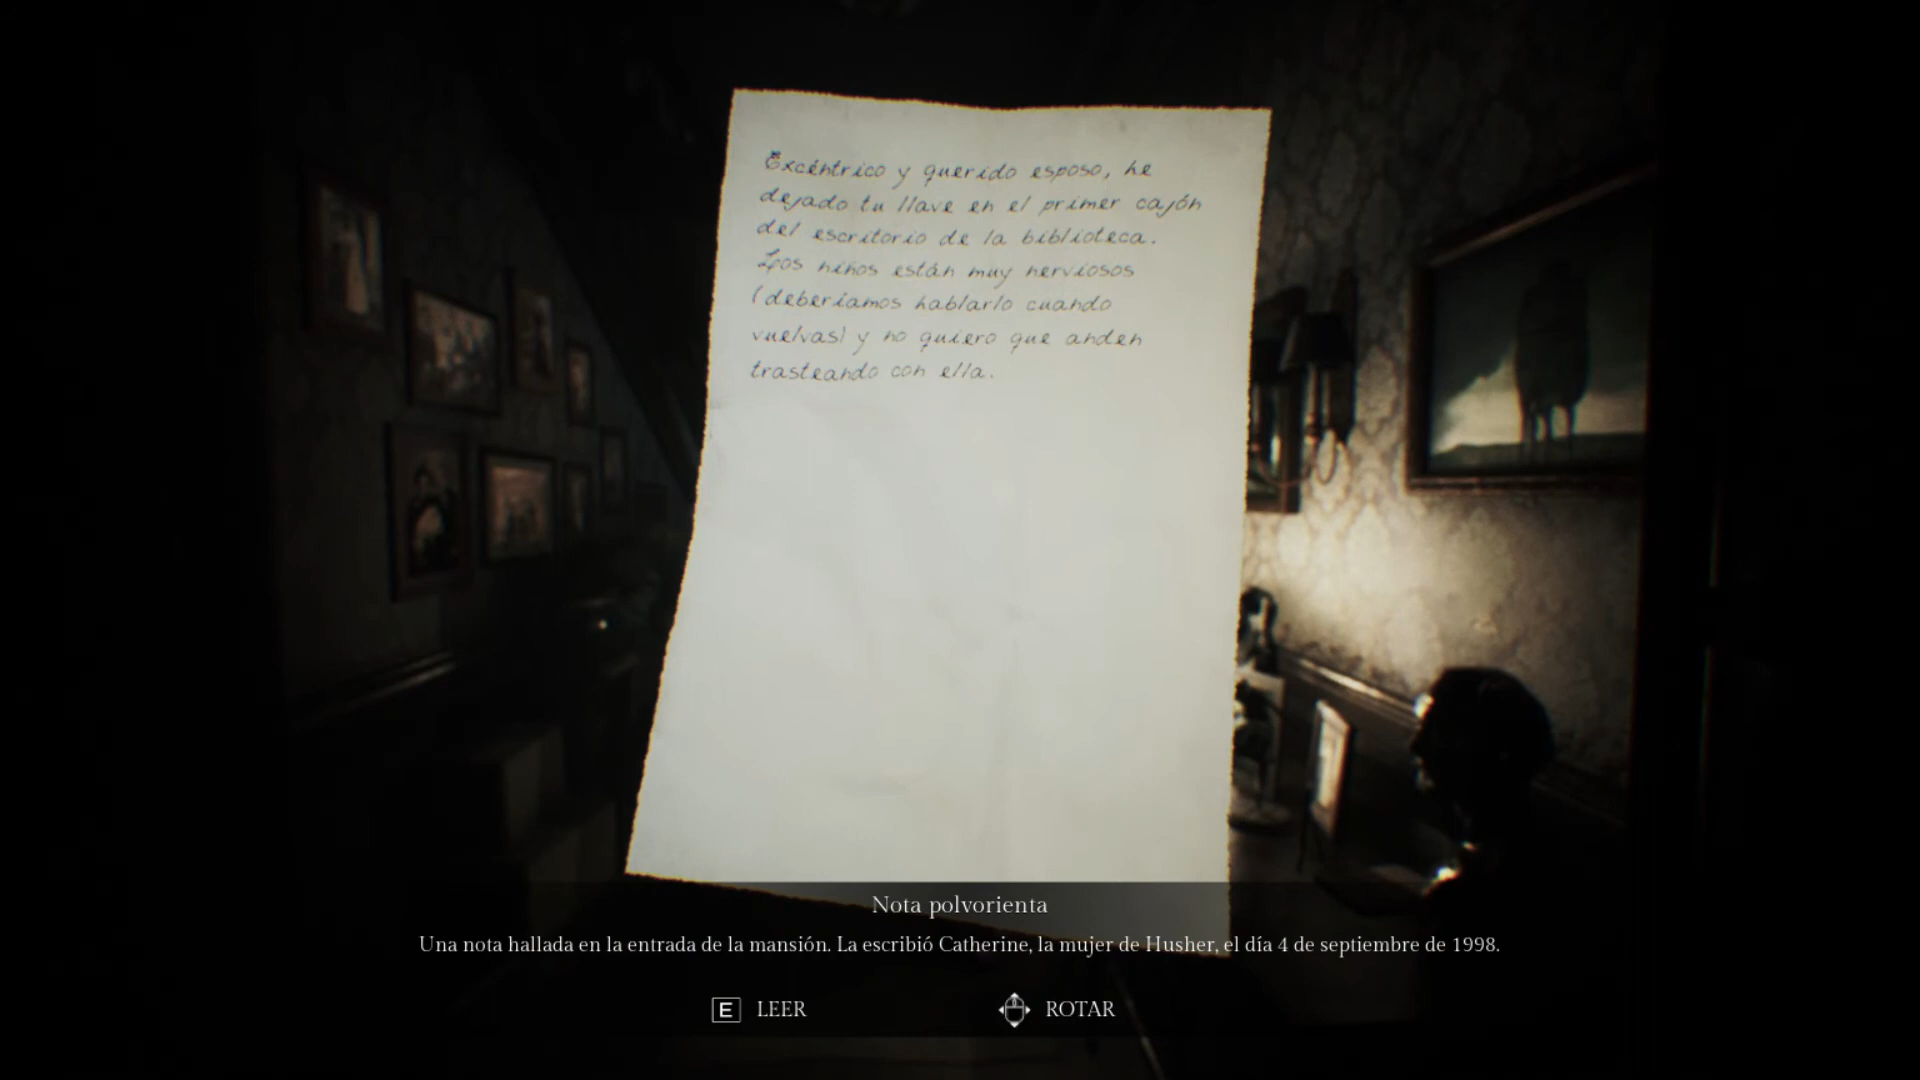 Excéntrico y querido esposo, he
dejado tu llave en el primer cajón
del escritorio de la biblioteca.
Los niños están muy nerviosos
(deberíamos hablarlo cuando
vuelvas) y no quiero que anden
trasteando con ella.
Nota polvorienta
Una nota hallada en la entrada de la mansión. La escribió Catherine, la mujer de Husher, el día 4 de septiembre de 1998.
E LEER
ROTAR